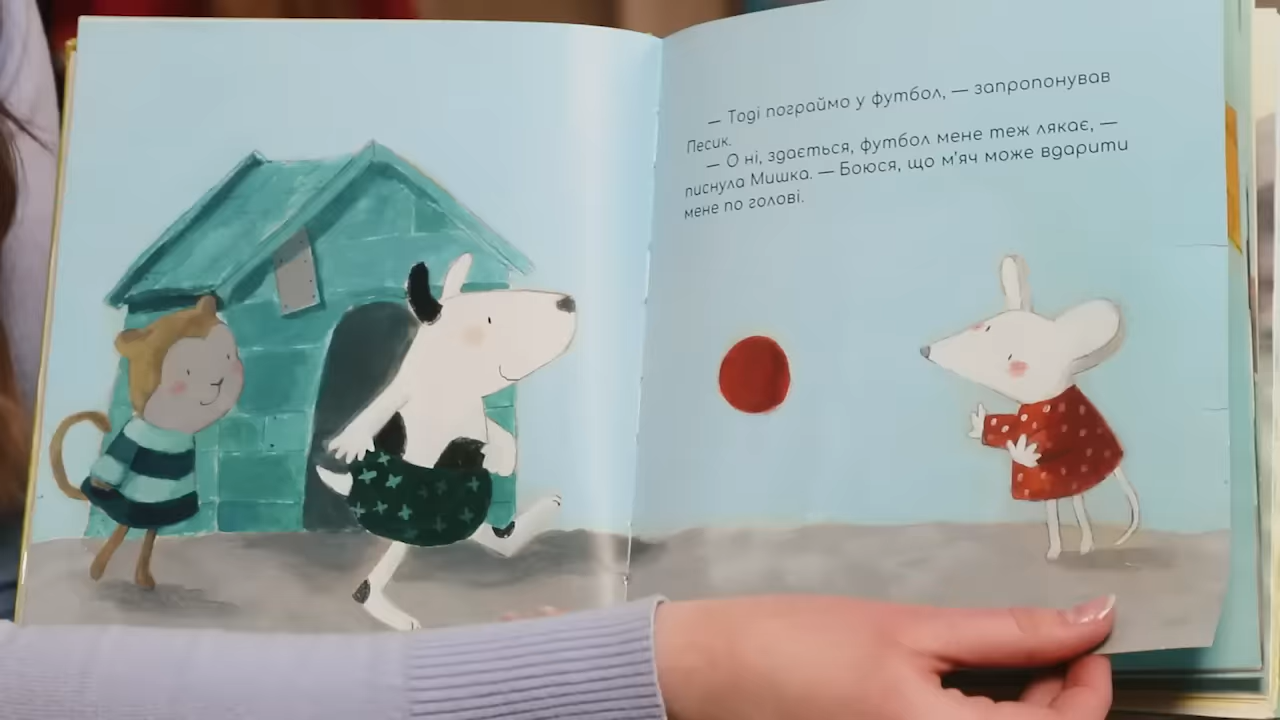 — Тоді пограймо у футбол, — запропонував
Песик.
— О ні, здається, футбол мене теж лякає, —
писнула Мишка. — Боюся, що м'яч може вдарити
мене по голові.